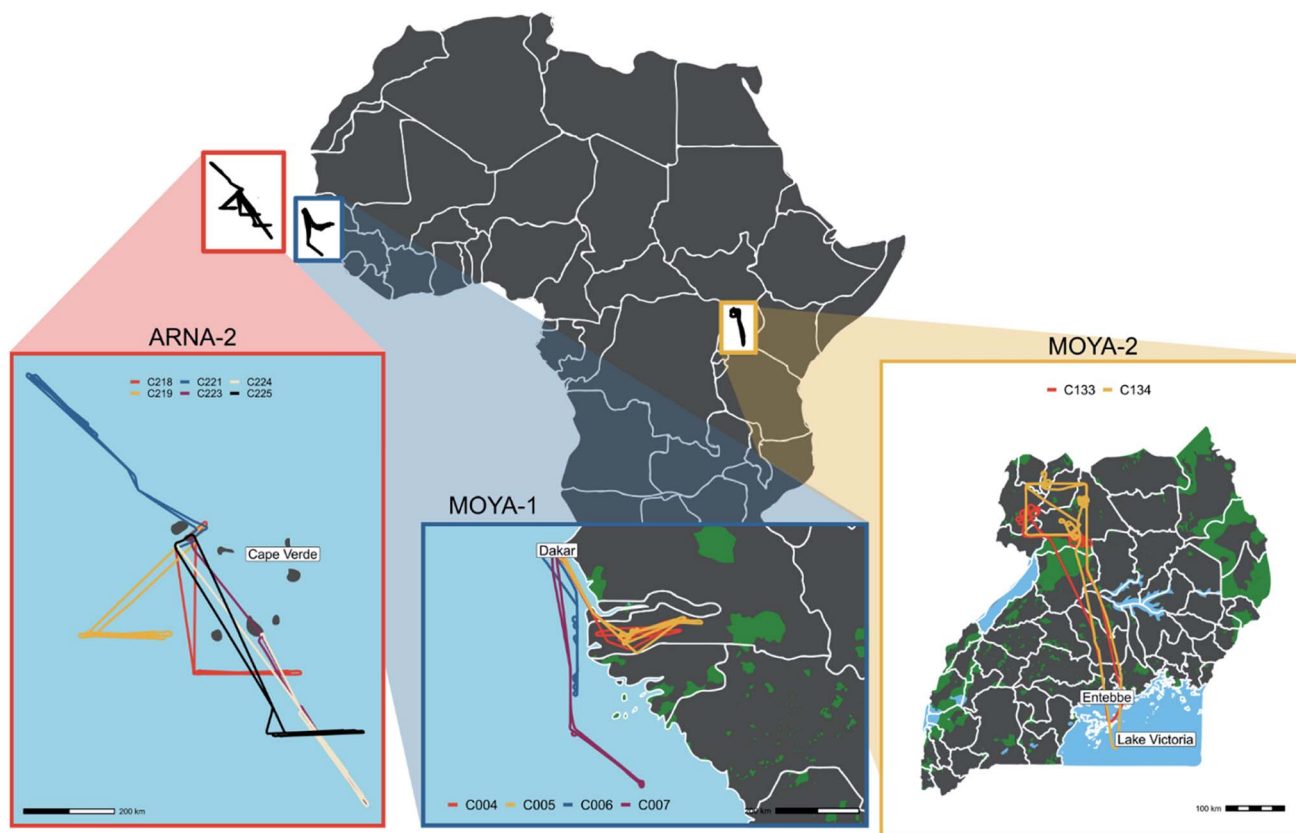 ARNA-2
C218 C221 C224
C219 C223 C225
Cape Verde
200 km
MOYA-1
Dakar
C004 C005 C006 C007
MOYA-2
C133 C134
Entebbe
Lake Victoria
100 km